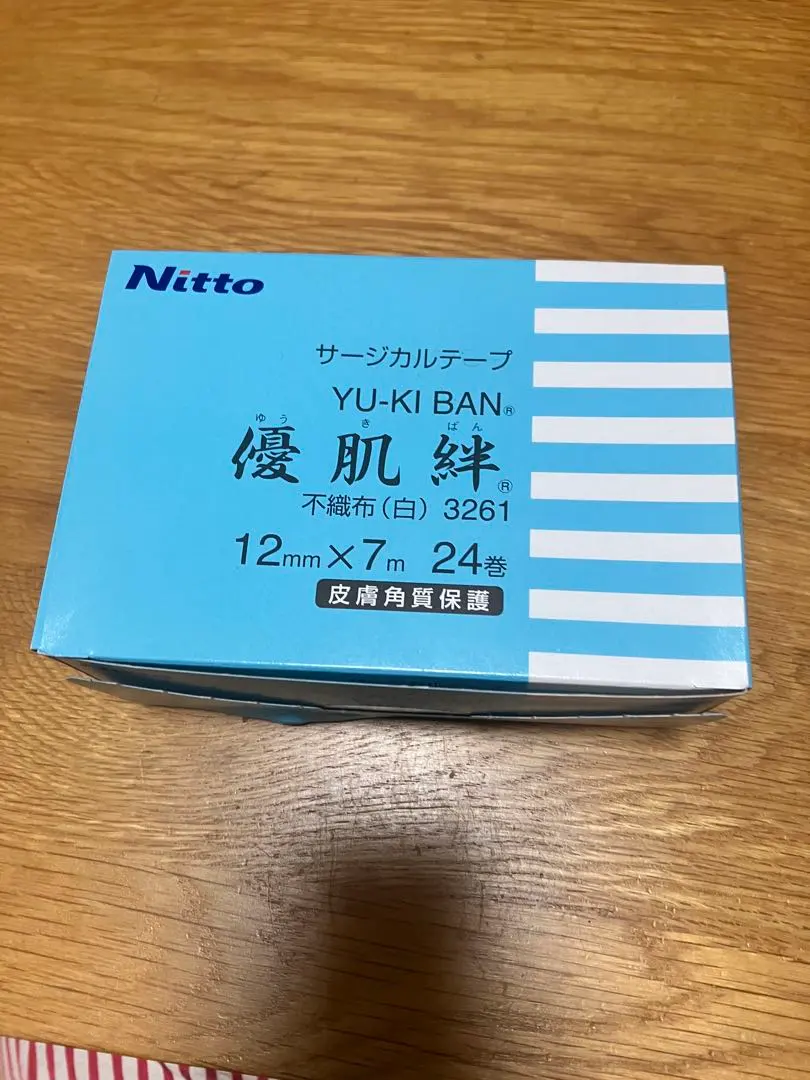 Nitto
サージカルテープ
YU-KI BAN®
ゆう き ばん
優肌絆®
不織布(白) 3261
12mm×7m 24巻
皮膚角質保護